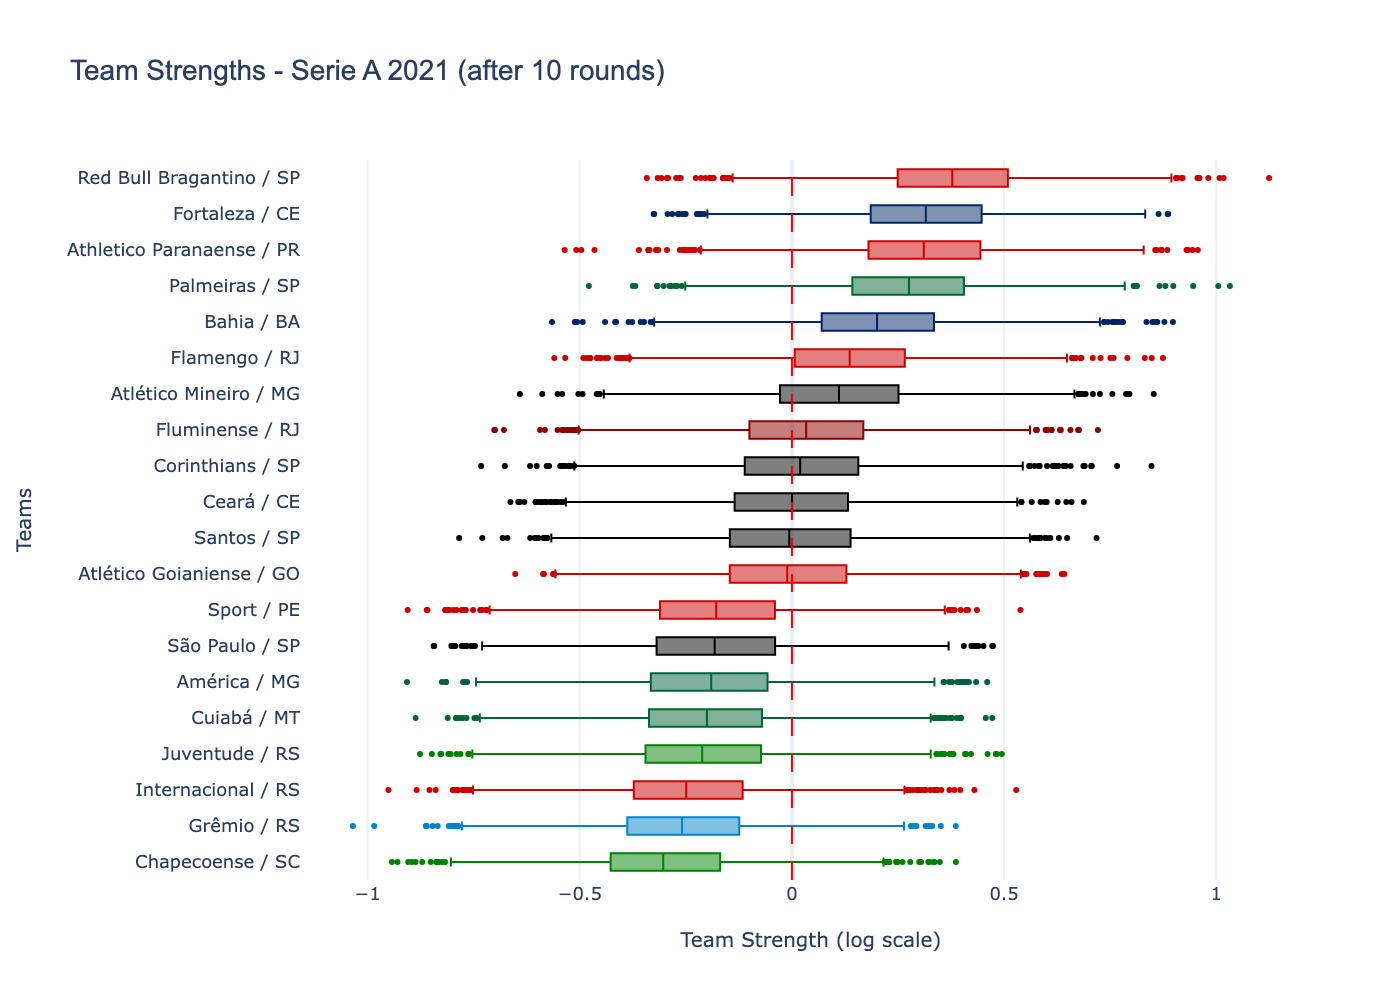 Team Strengths - Serie A 2021 (after 10 rounds)
Red Bull Bragantino / SP
Fortaleza / CE
Athletico Paranaense / PR
Palmeiras / SP
Bahia / BA
Flamengo / RJ
Atlético Mineiro / MG
Fluminense / RJ
Corinthians / SP
Ceará / CE
Santos / SP
Atlético Goianiense / GO
Sport / PE
São Paulo / SP
América / MG
Cuiabá / MT
Juventude / RS
Internacional / RS
Grêmio / RS
Chapecoense / SC
Teams
−1
−0.5
0
0.5
1
Team Strength (log scale)